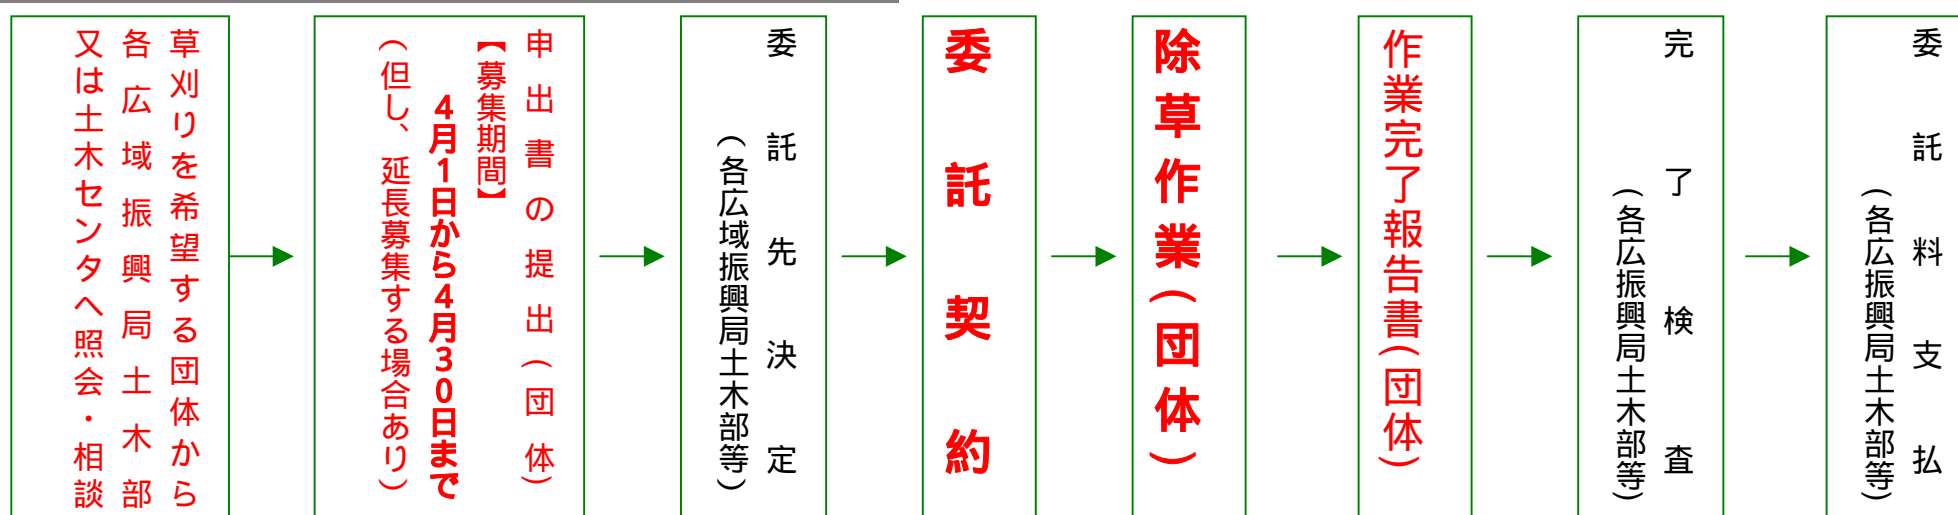 草刈りを希望する団体から
各広域振興局土木部
又は土木センタへ照会・相談
申出書の提出（団体）
【募集期間】
４月１日から４月３０日まで
（但し、延長募集する場合あり）
委託先決定
（各広域振興局土木部等）
委託契約
除草作業（団体）
作業完了報告書（団体）
完了検査
（各広振興局土木部等）
委託料支払
（各広振興局土木部等）